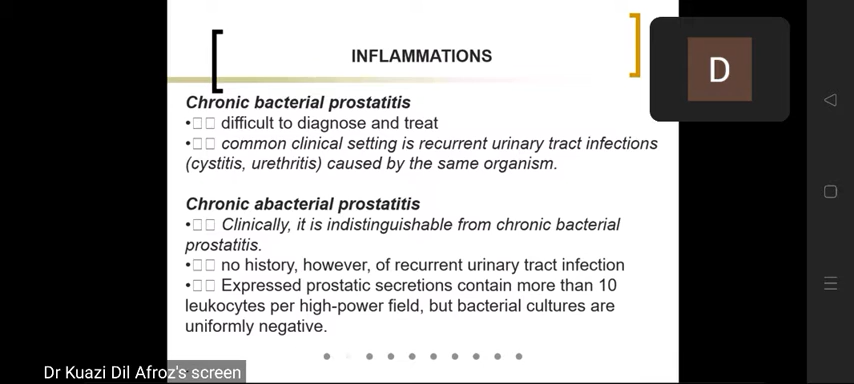 INFLAMMATIONS
D
Chronic bacterial prostatitis
•□□ difficult to diagnose and treat
•□□ common clinical setting is recurrent urinary tract infections
(cystitis, urethritis) caused by the same organism.
Chronic abacterial prostatitis
•□□ Clinically, it is indistinguishable from chronic bacterial
prostatitis.
•□□ no history, however, of recurrent urinary tract infection
•□□ Expressed prostatic secretions contain more than 10
leukocytes per high-power field, but bacterial cultures are
uniformly negative.
Dr Kuazi Dil Afroz's screen